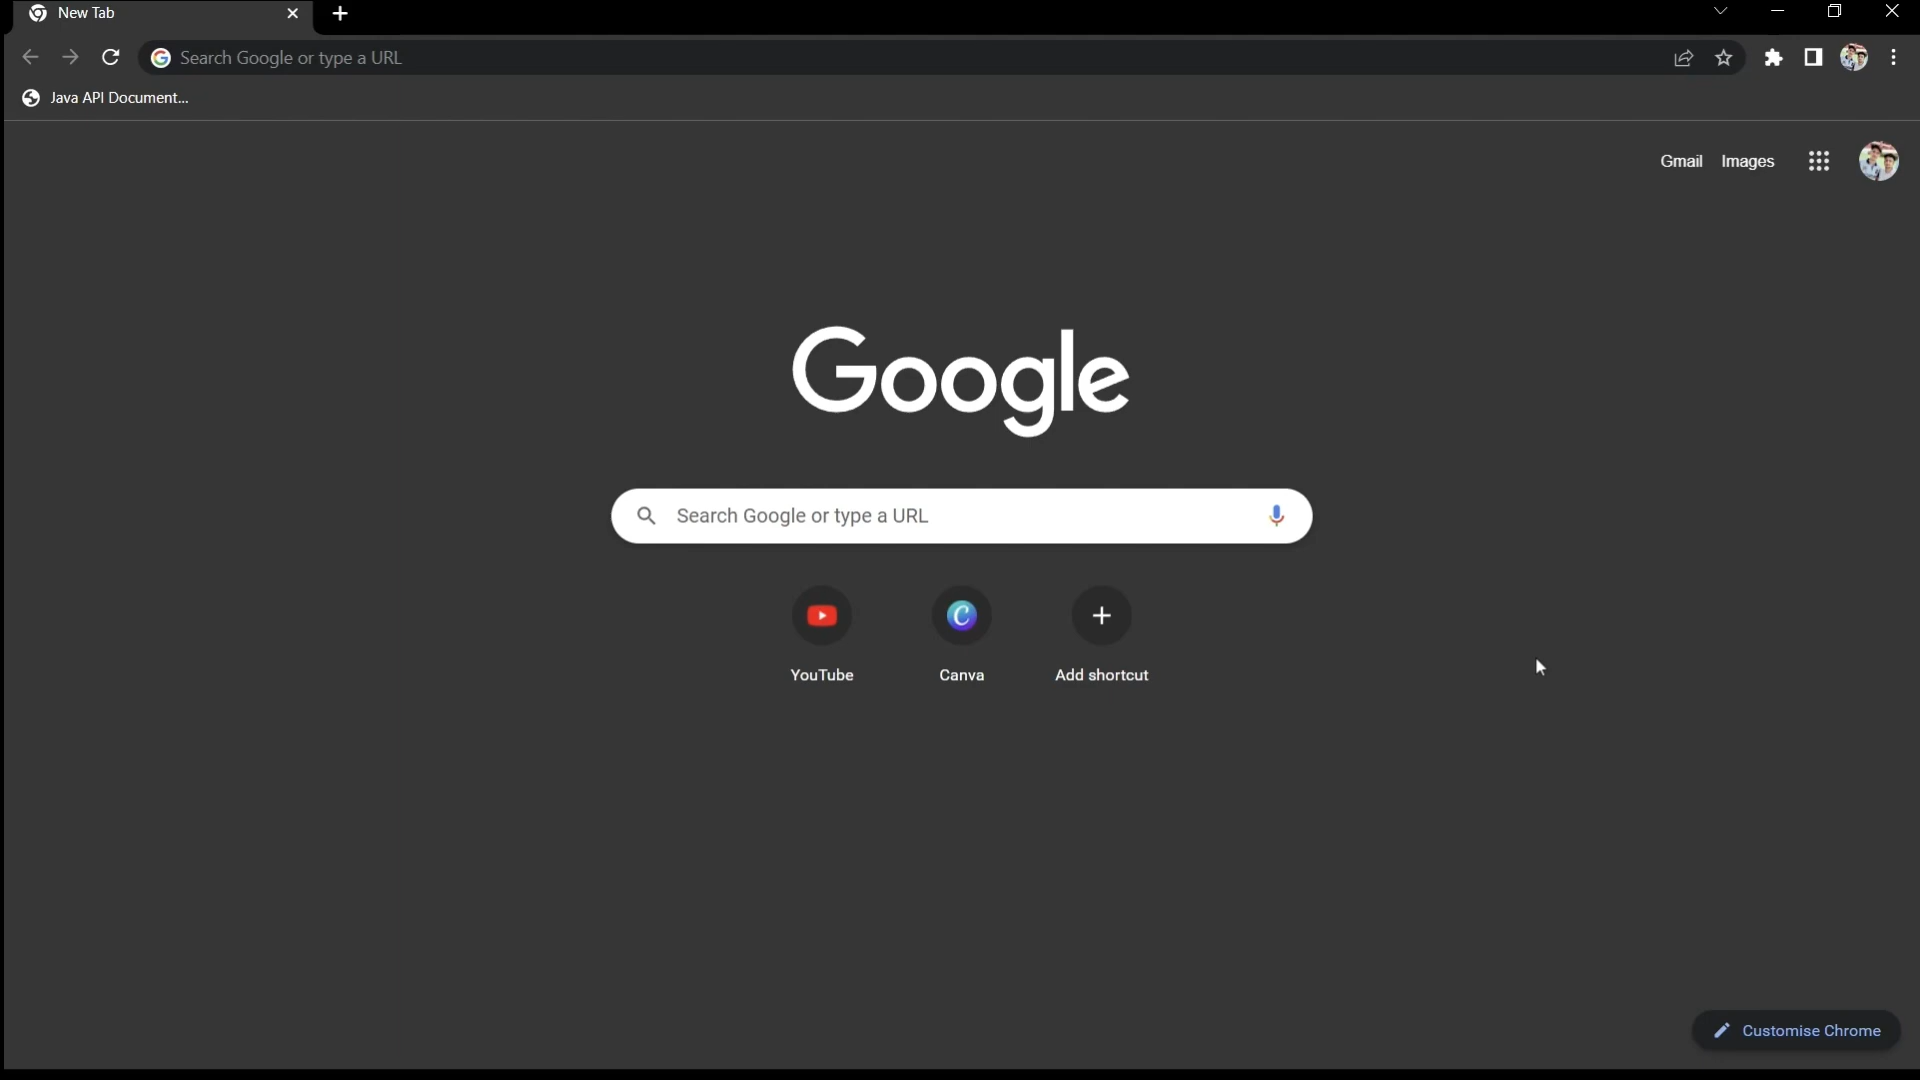 New Tab
Search Google or type a URL
Java API Document...
Gmail Images
Google
Search Google or type a URL
YouTube Canva Add shortcut
Customise Chrome